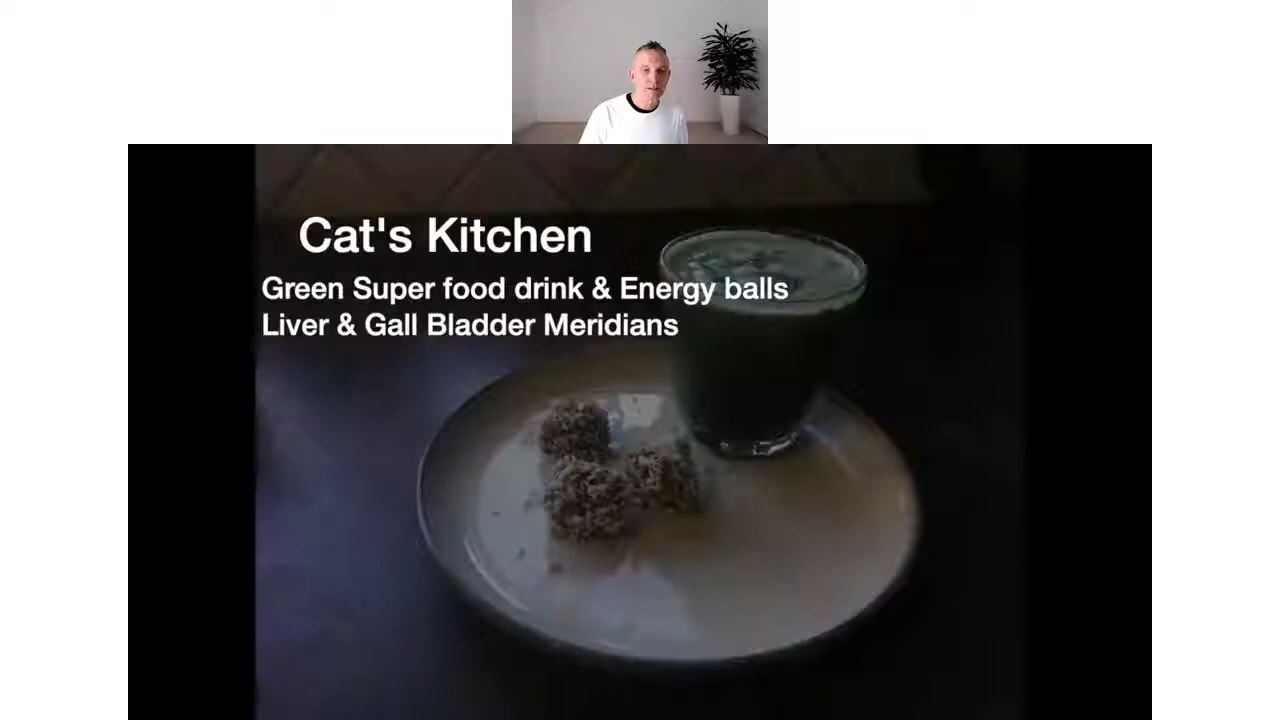 Cat's Kitchen
Green Super food drink & Energy balls
Liver & Gall Bladder Meridians